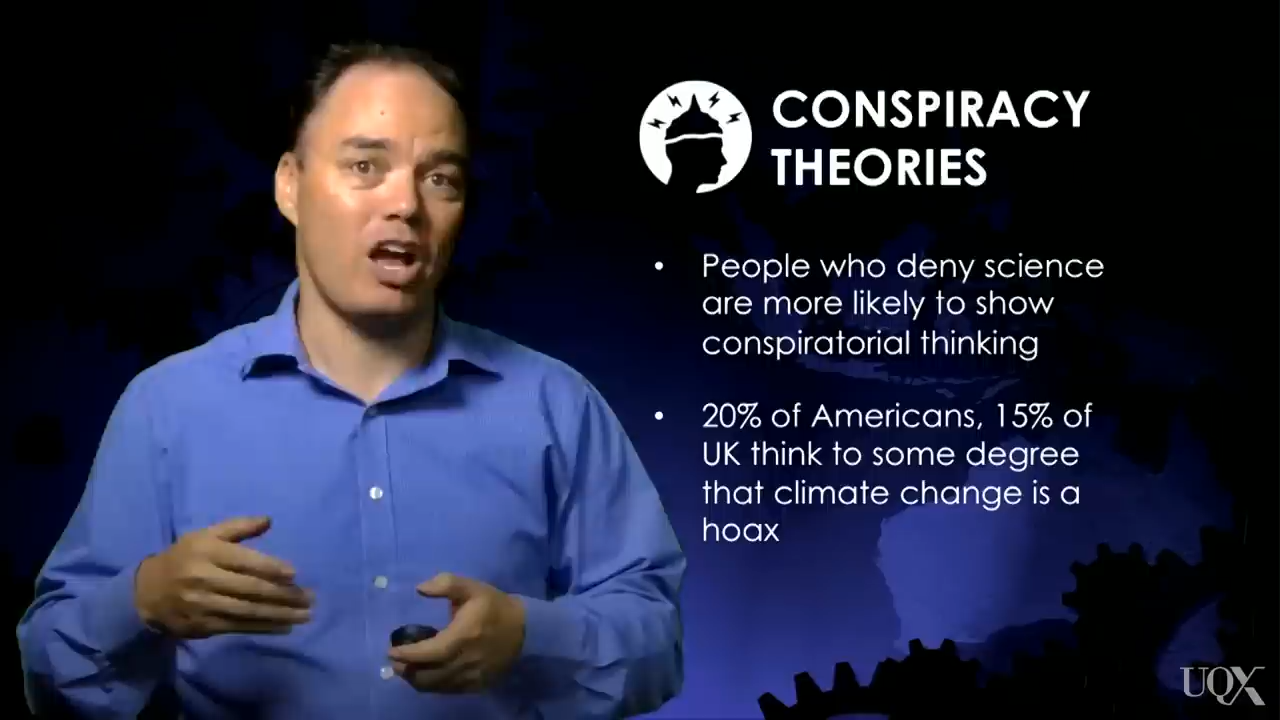 CONSPIRACY
THEORIES
• People who deny science
are more likely to show
conspiratorial thinking
• 20% of Americans, 15% of
UK think to some degree
that climate change is a
hoax
UQX